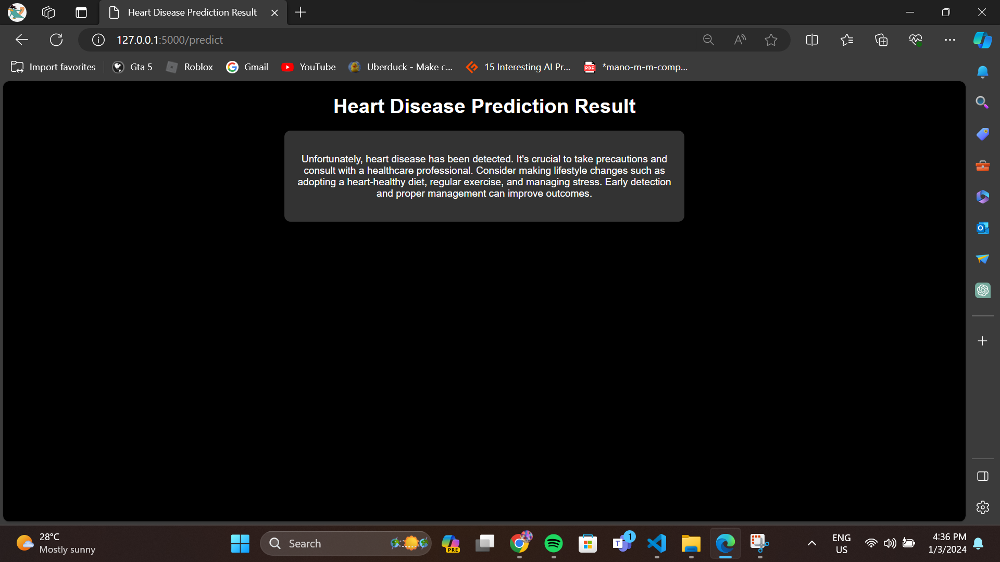 Heart Disease Prediction Result
127.0.0.1:5000/predict
Import favorites
Gta 5
Roblox
Gmail
YouTube
Uberduck - Make c...
15 Interesting AI Pr...
PDF
*mano-m-m-comp...
Heart Disease Prediction Result
Unfortunately, heart disease has been detected. It's crucial to take precautions and
consult with a healthcare professional. Consider making lifestyle changes such as
adopting a heart-healthy diet, regular exercise, and managing stress. Early detection
and proper management can improve outcomes.
28°C
Mostly sunny
Search
PRE
T
1
ENG
US
4:36 PM
1/3/2024